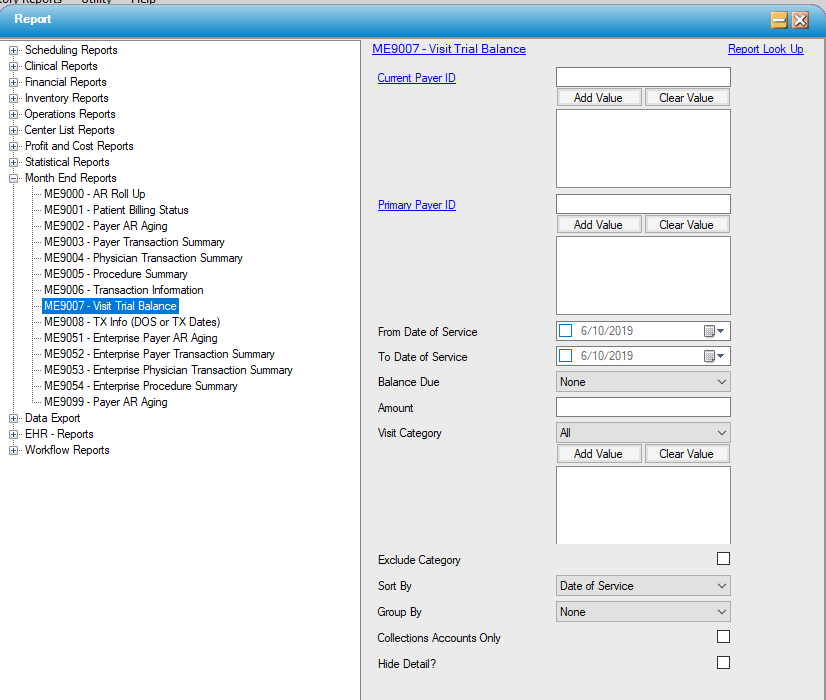 ory Reports Utility Help
Report
Scheduling Reports
Clinical Reports
Financial Reports
Inventory Reports
Operations Reports
Center List Reports
Profit and Cost Reports
Statistical Reports
Month End Reports
ME9000 - AR Roll Up
ME9001 - Patient Billing Status
ME9002 - Payer AR Aging
ME9003 - Payer Transaction Summary
ME9004 - Physician Transaction Summary
ME9005 - Procedure Summary
ME9006 - Transaction Information
ME9007 - Visit Trial Balance
ME9008 - TX Info (DOS or TX Dates)
ME9051 - Enterprise Payer AR Aging
ME9052 - Enterprise Payer Transaction Summary
ME9053 - Enterprise Physician Transaction Summary
ME9054 - Enterprise Procedure Summary
ME9099 - Payer AR Aging
Data Export
EHR - Reports
Workflow Reports
ME9007 - Visit Trial Balance Report Look Up
Current Payer ID
Add Value Clear Value
Primary Payer ID
Add Value Clear Value
From Date of Service 6/10/2019
To Date of Service 6/10/2019
Balance Due None
Amount
Visit Category All
Add Value Clear Value
Exclude Category
Sort By Date of Service
Group By None
Collections Accounts Only
Hide Detail?